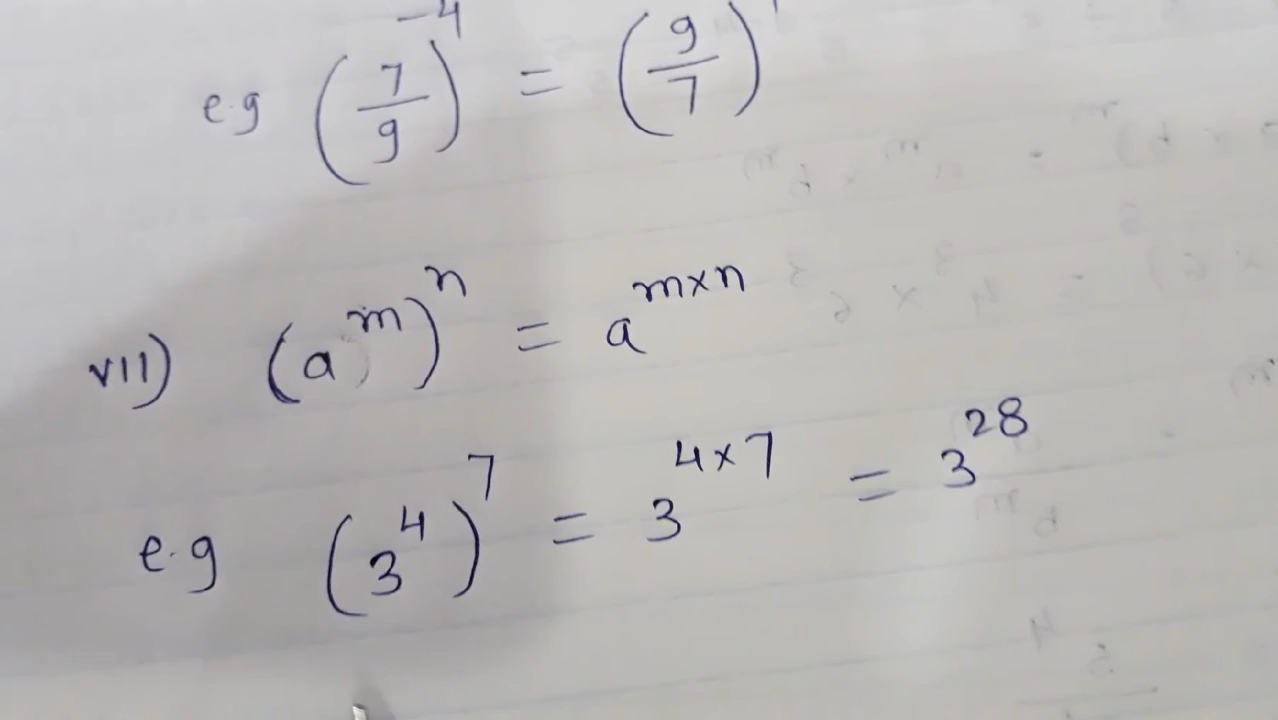 e.g (7/9)^-4 = (9/7)
vii) (a^m)^n = a^m×n
e.g (3^4)^7 = 3^4×7 = 3^28